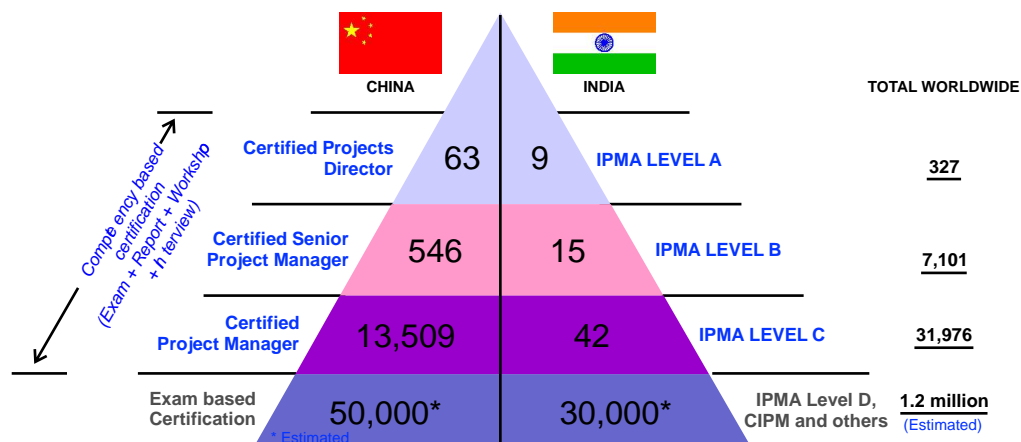 CHINA
INDIA
TOTAL WORLDWIDE
Certified Projects
Director
63
9
IPMA LEVEL A
327
Certified Senior
Project Manager
546
15
IPMA LEVEL B
7,101
Certified
Project Manager
13,509
42
IPMA LEVEL C
31,976
Exam based
Certification
50,000*
30,000*
IPMA Level D,
CIPM and others
1.2 million
(Estimated)
* Estimated
Competency based
certification
(Exam + Report + Workshp
+ h terview)